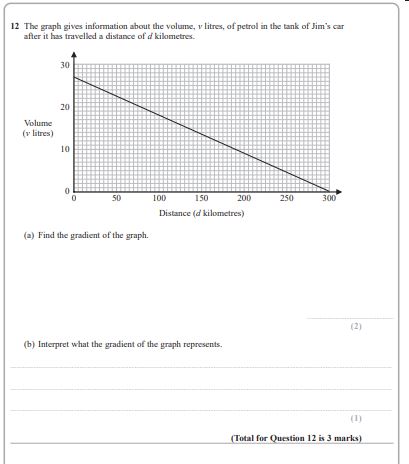 12 The graph gives information about the volume, v litres, of petrol in the tank of Jim's car
after it has travelled a distance of d kilometres.
30
20
Volume
(v litres)
10
0
0 50 100 150 200 250 300
Distance (d kilometres)
(a) Find the gradient of the graph.
(2)
(b) Interpret what the gradient of the graph represents.
(1)
(Total for Question 12 is 3 marks)